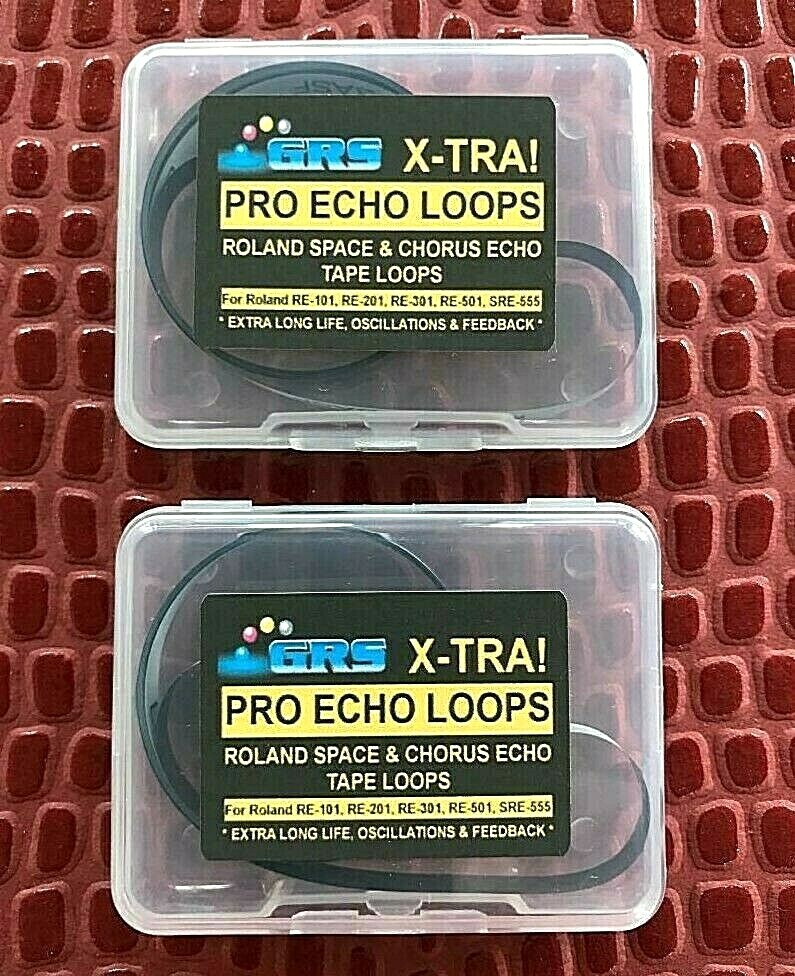 GRS X-TRA!
PRO ECHO LOOPS
ROLAND SPACE & CHORUS ECHO
TAPE LOOPS
For Roland RE-101, RE-201, RE-301, RE-501, SRE-555
* EXTRA LONG LIFE, OSCILLATIONS & FEEDBACK *
GRS X-TRA!
PRO ECHO LOOPS
ROLAND SPACE & CHORUS ECHO
TAPE LOOPS
For Roland RE-101, RE-201, RE-301, RE-501, SRE-555
* EXTRA LONG LIFE, OSCILLATIONS & FEEDBACK *